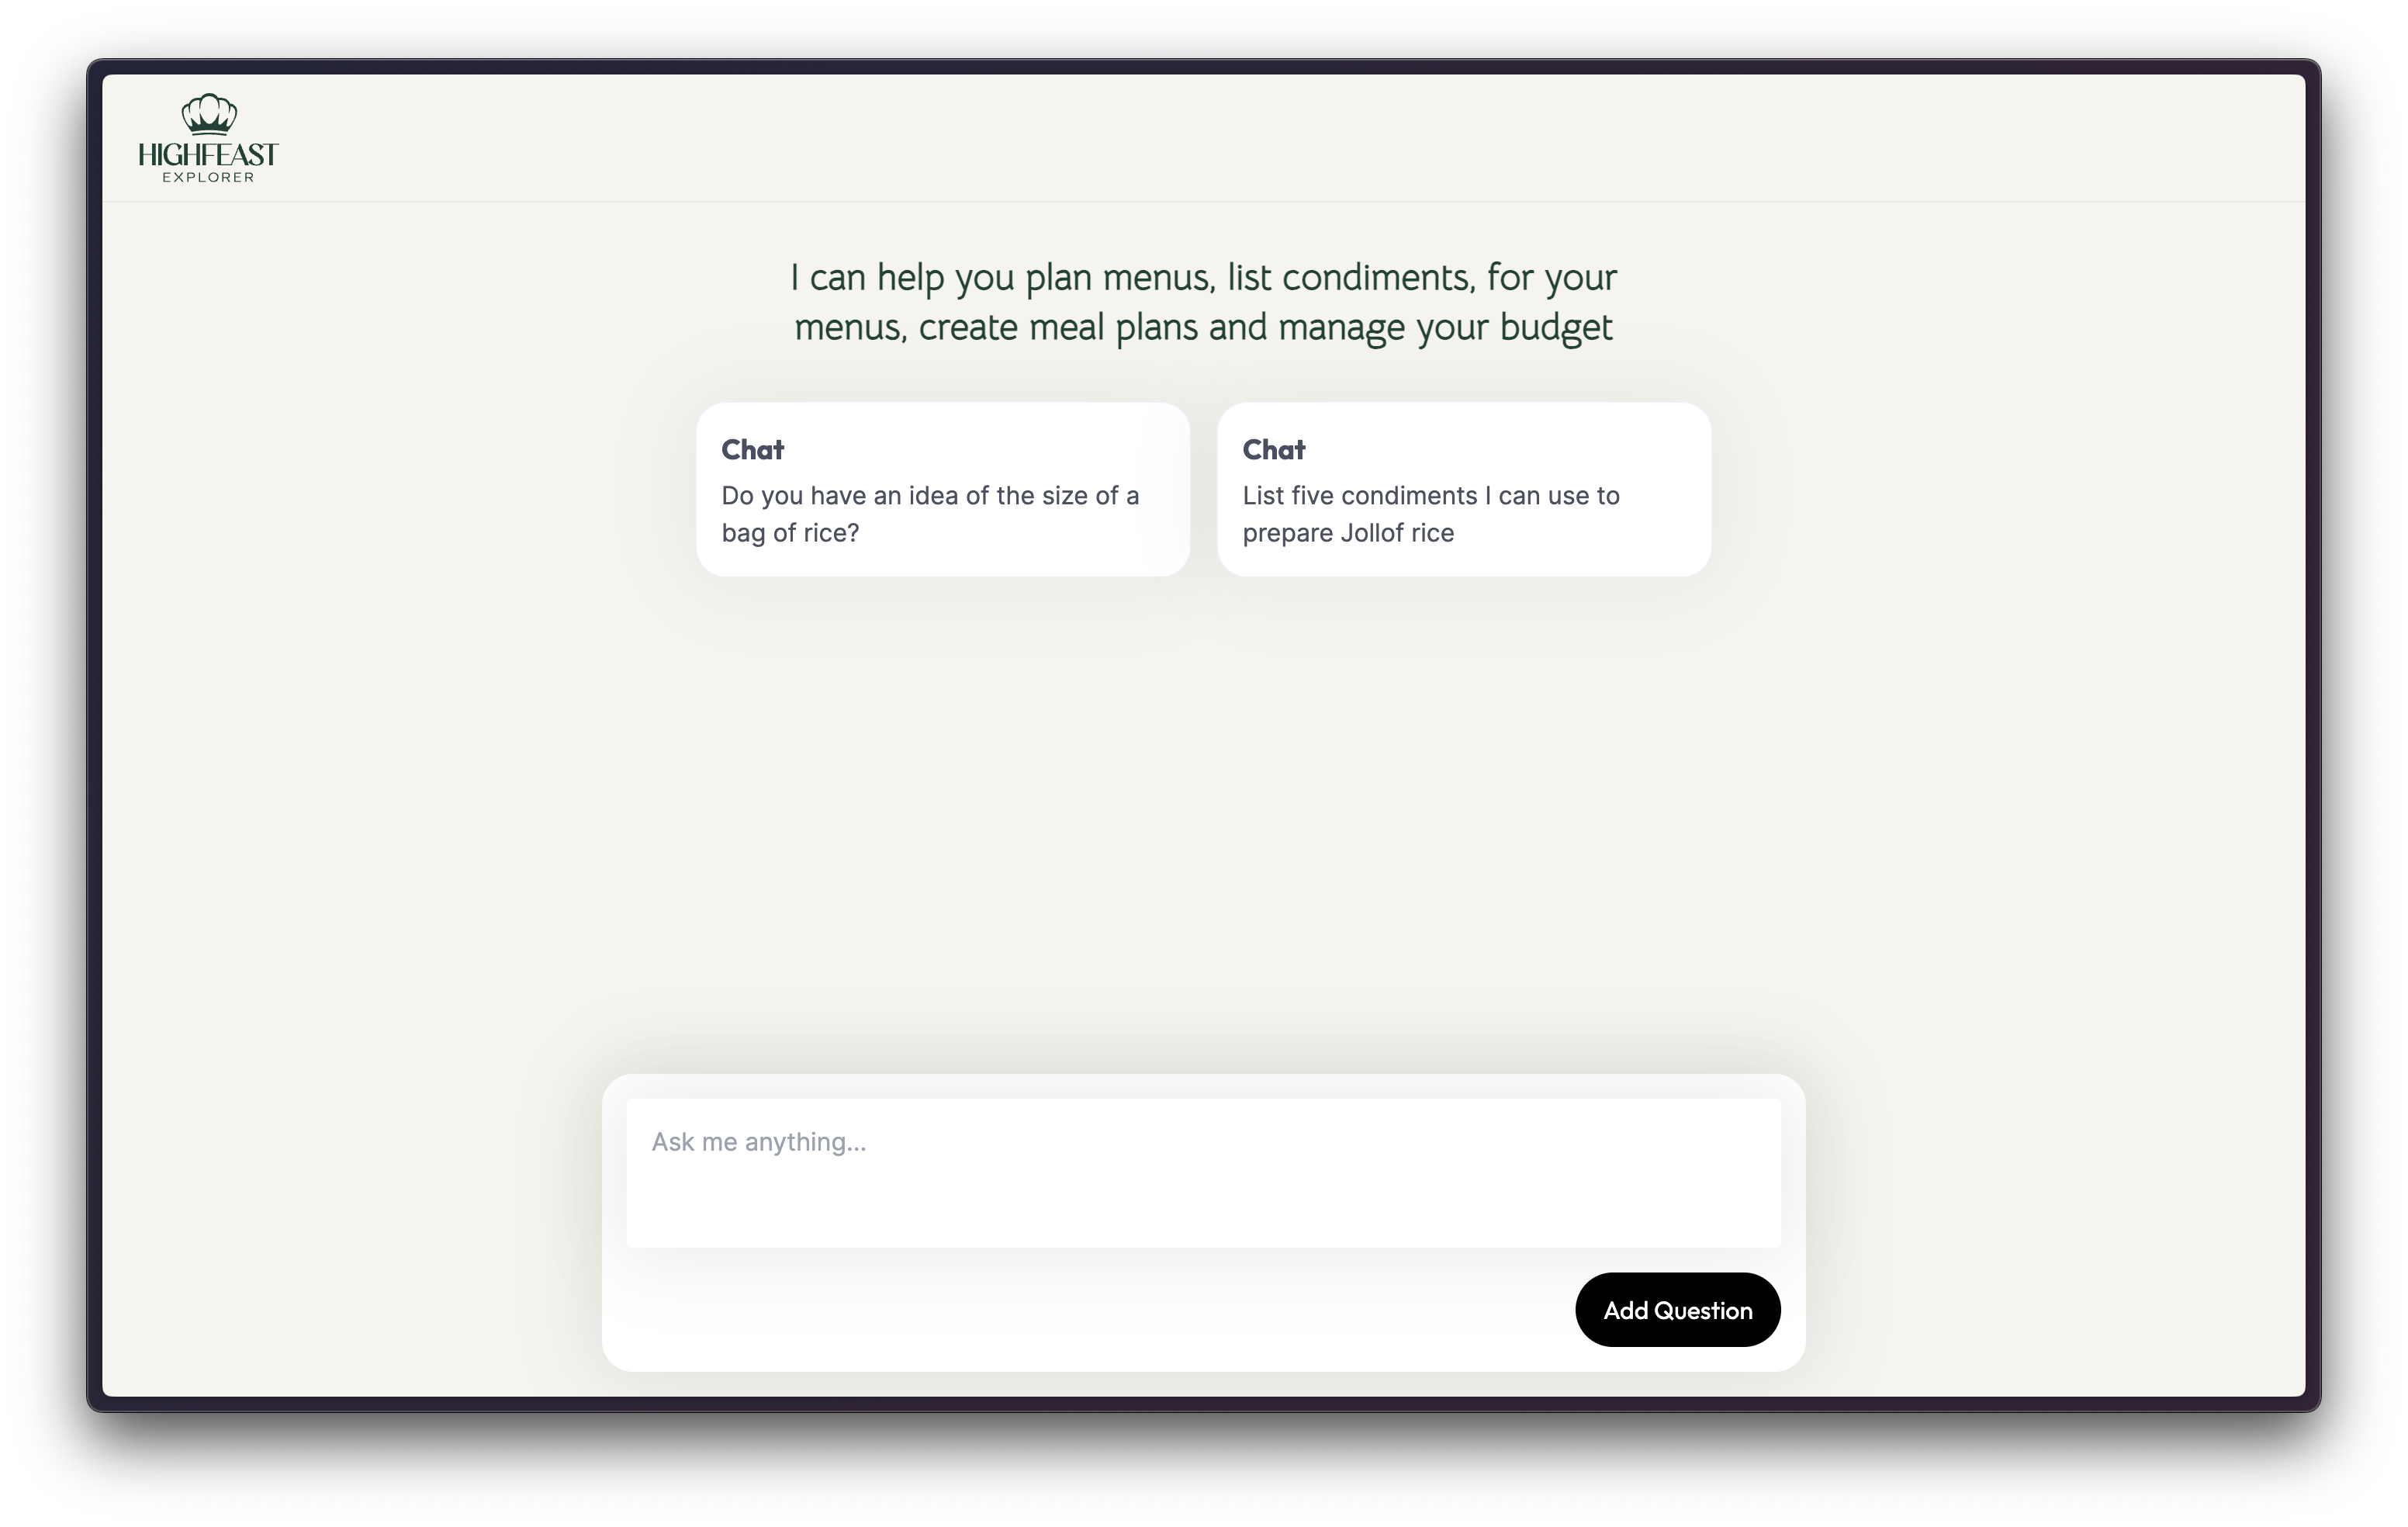 HIGHFEAST
EXPLORER
I can help you plan menus, list condiments, for your
menus, create meal plans and manage your budget
Chat
Do you have an idea of the size of a
bag of rice?
Chat
List five condiments I can use to
prepare Jollof rice
Ask me anything...
Add Question